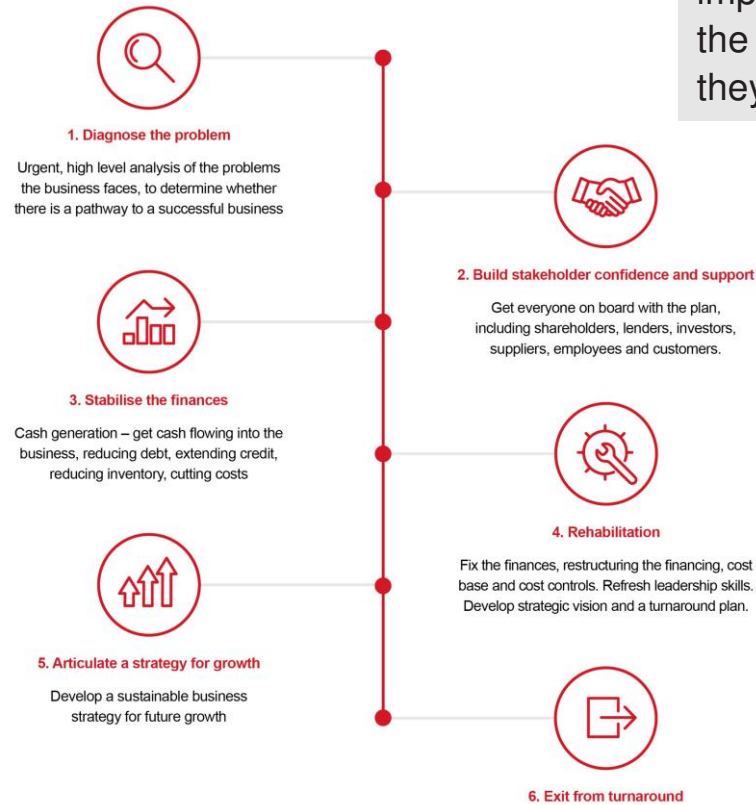 the
they
1. Diagnose the problem
Urgent, high level analysis of the problems
the business faces, to determine whether
there is a pathway to a successful business
2. Build stakeholder confidence and support
Get everyone on board with the plan,
including shareholders, lenders, investors,
suppliers, employees and customers.
3. Stabilise the finances
Cash generation – get cash flowing into the
business, reducing debt, extending credit,
reducing inventory, cutting costs
4. Rehabilitation
Fix the finances, restructuring the financing, cost
base and cost controls. Refresh leadership skills.
Develop strategic vision and a turnaround plan.
5. Articulate a strategy for growth
Develop a sustainable business
strategy for future growth
6. Exit from turnaround